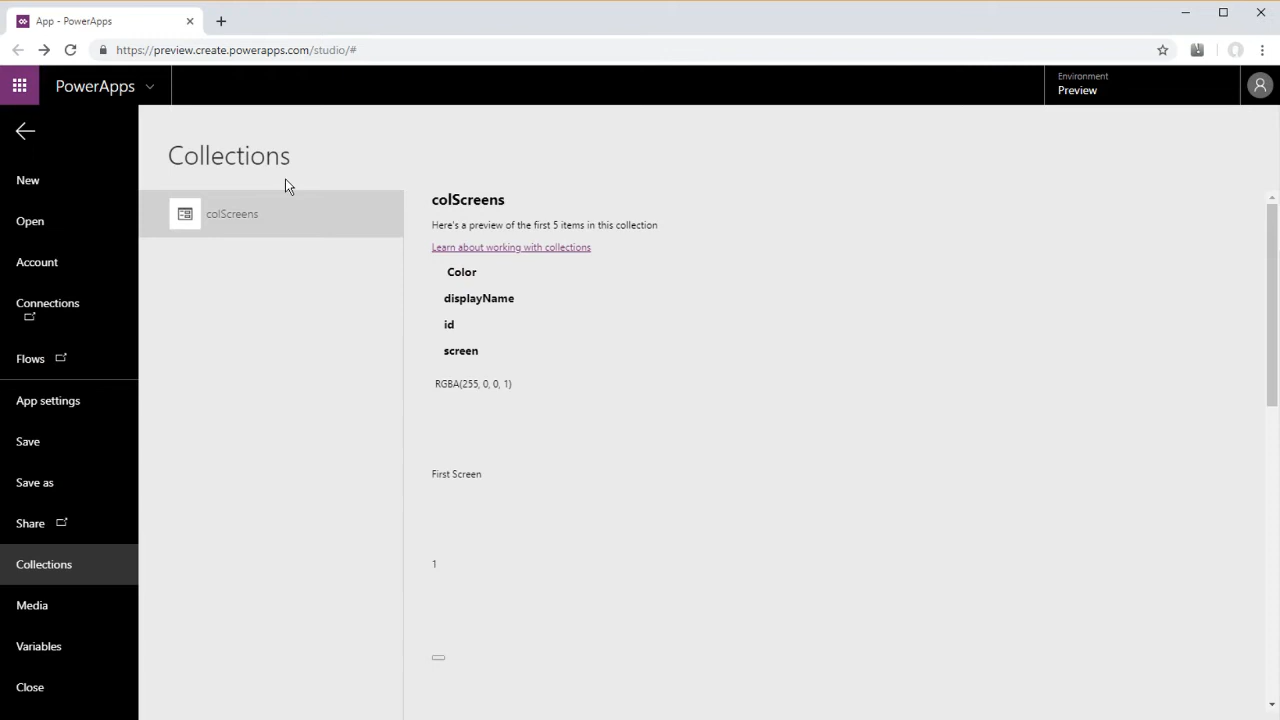 App - PowerApps
https://preview.create.powerapps.com/studio/#
PowerApps
Environment
Preview
New
Open
Account
Connections
Flows
App settings
Save
Save as
Share
Collections
Media
Variables
Close
Collections
colScreens
colScreens
Here's a preview of the first 5 items in this collection
Learn about working with collections
Color
displayName
id
screen
RGBA(255, 0, 0, 1)
First Screen
1